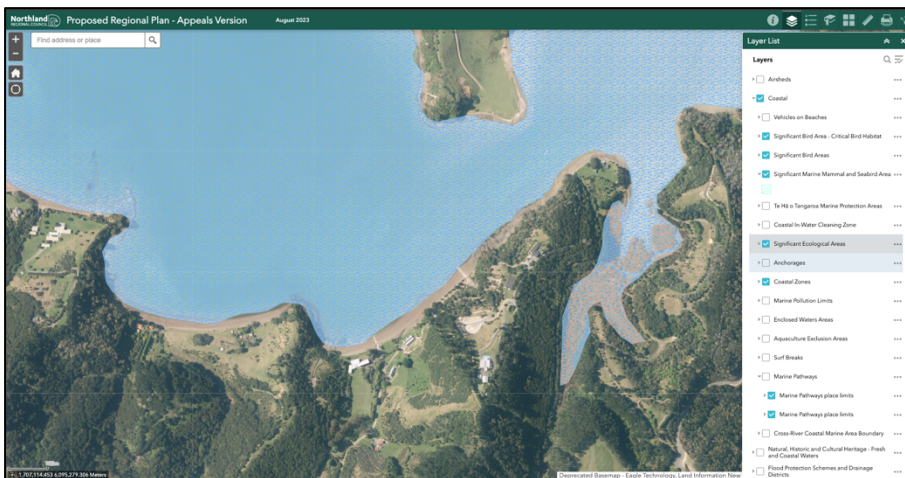 Northland
REGIONAL COUNCIL
Proposed Regional Plan - Appeals Version
August 2023
Find address or place
Layer List
Layers
Airsheds
Coastal
Vehicles on Beaches
Significant Bird Area - Critical Bird Habitat
Significant Bird Areas
Significant Marine Mammal and Seabird Area
Te Hā o Tangaroa Marine Protection Areas
Coastal In-Water Cleaning Zone
Significant Ecological Areas
Anchorages
Coastal Zones
Marine Pollution Limits
Enclosed Waters Areas
Aquaculture Exclusion Areas
Surf Breaks
Marine Pathways
Marine Pathways place limits
Marine Pathways place limits
Cross-River Coastal Marine Area Boundary
Natural, Historic and Cultural Heritage - Fresh
and Coastal Waters
Flood Protection Schemes and Drainage
Districts
1,707,114.453 6,095,279.306 Meters
Deprecated Basemap - Eagle Technology, Land Information New